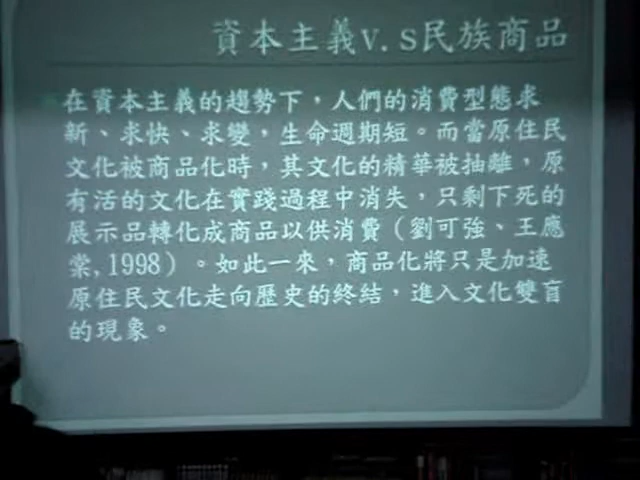 資本主義v.s民族商品
在資本主義的趨勢下，人們的消費型態求
新、求快、求變，生命週期短。而當原住民
文化被商品化時，其文化的精華被抽離，原
有活的文化在實踐過程中消失，只剩下死的
展示品轉化成商品以供消費（劉可強、王應
棠,1998）。如此一來，商品化將只是加速
原住民文化走向歷史的終結，進入文化雙盲
的現象。